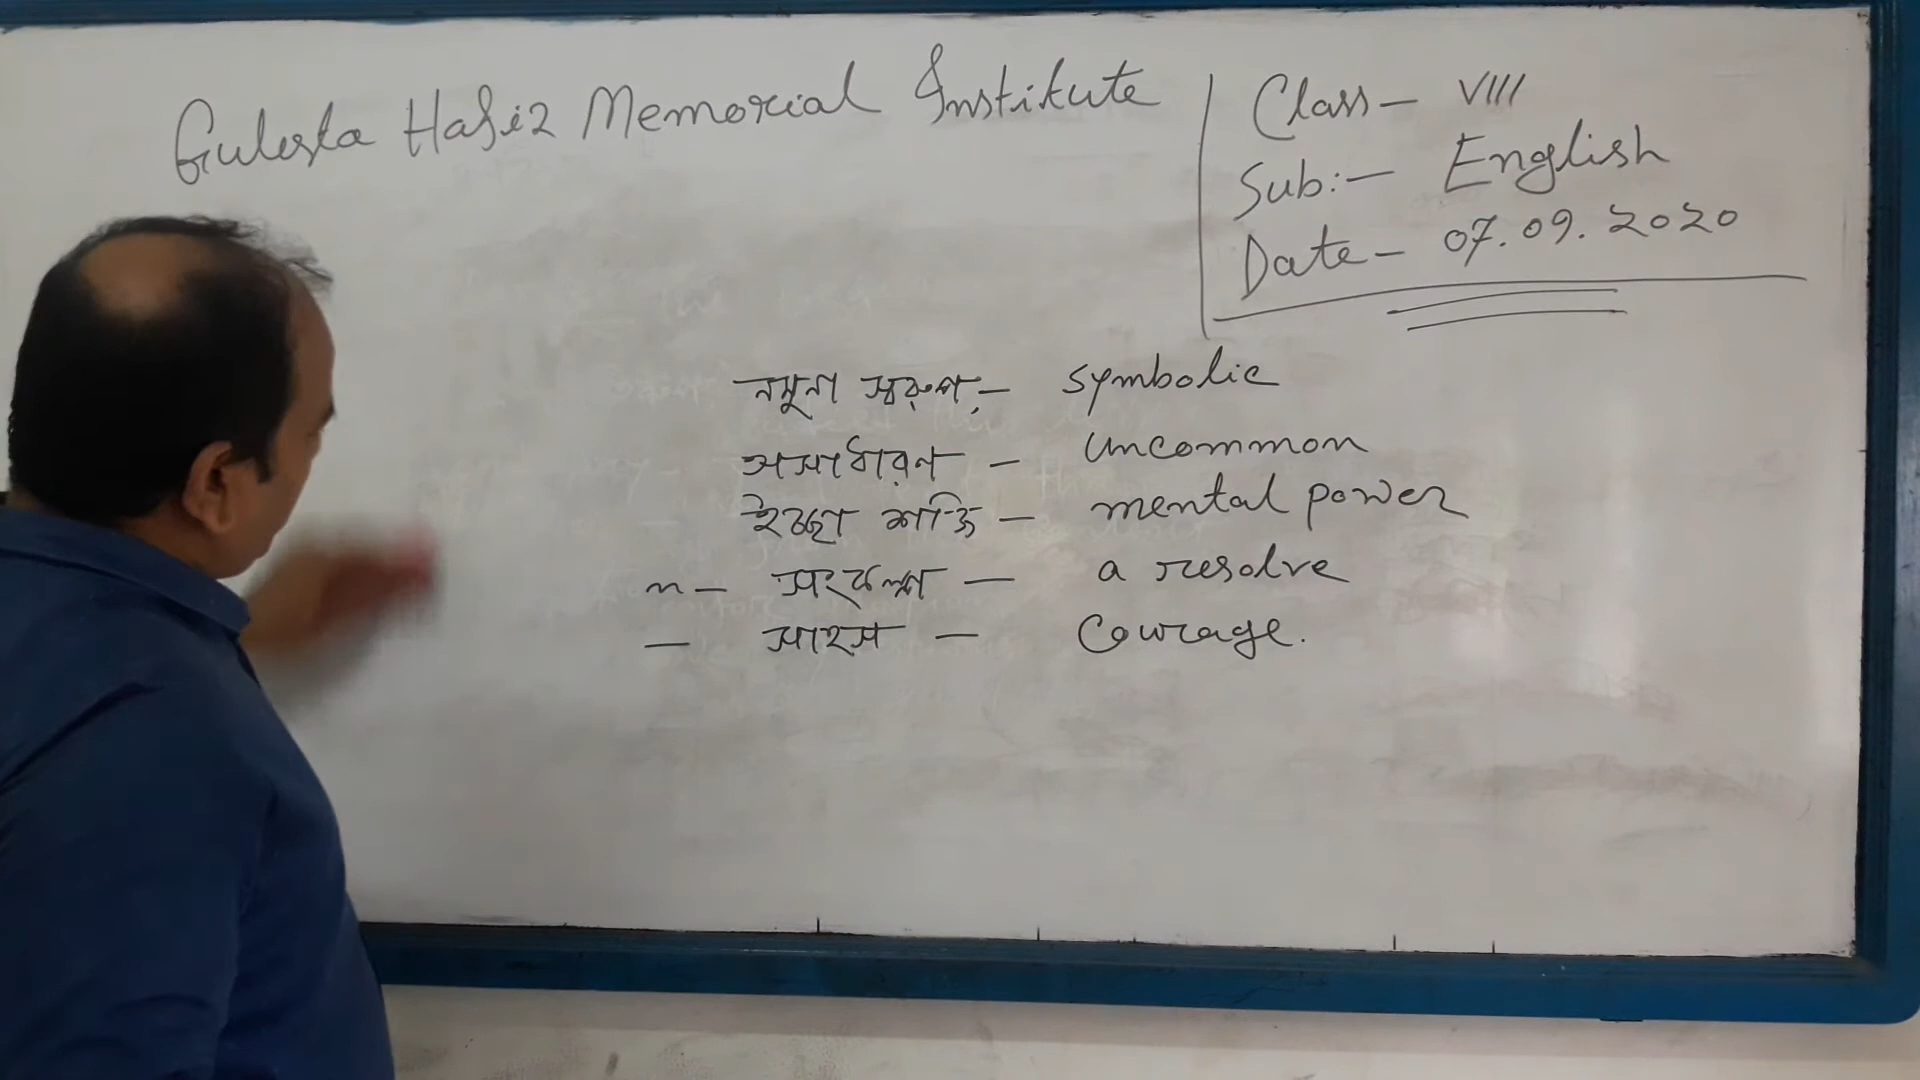 Gulesta Hafiz Memorial Institute
Class – VIII
Sub:– English
Date – 07.09.2020
নমুনা স্বরুপ, – symbolic
অসাধারণ – uncommon
ইচ্ছা শক্তি – mental power
n – সংকল্প – a resolve
– সাহস – Courage.